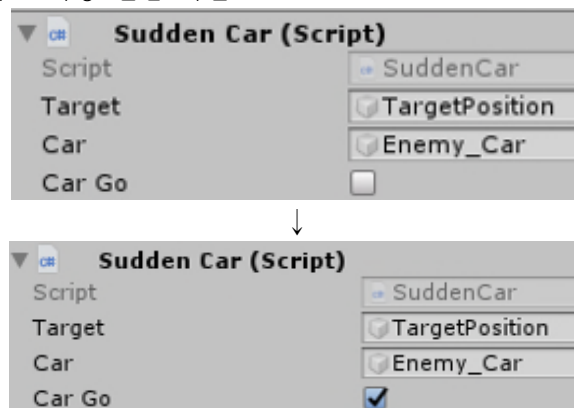 Sudden Car (Script)
Script SuddenCar
Target TargetPosition
Car Enemy_Car
Car Go
↓
Sudden Car (Script)
Script SuddenCar
Target TargetPosition
Car Enemy_Car
Car Go